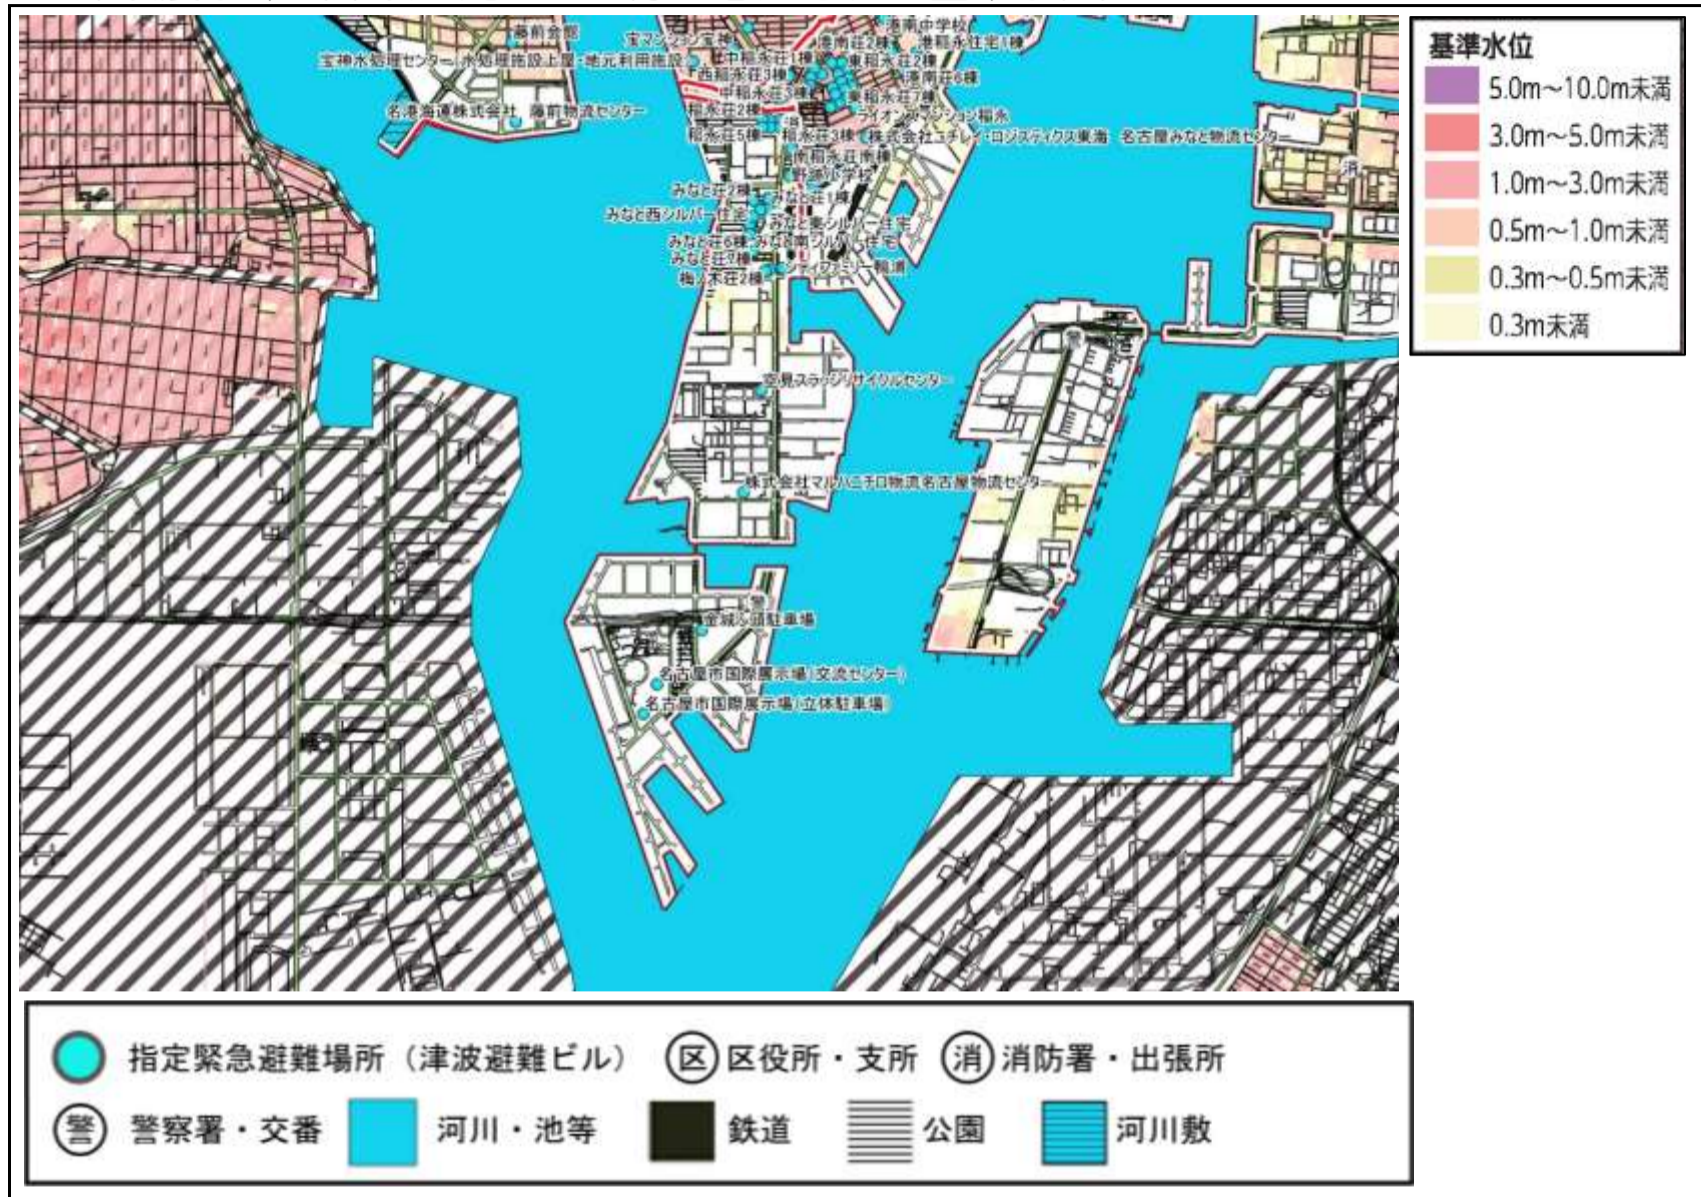 藤前会館
宝マンション宝神
港南中学校
港南荘2棟
港稲永住宅1棟
宝神水処理センター(水処理施設上屋・地元利用施設)
中稲永荘1棟
東稲永荘2棟
西稲永荘3棟
港南荘6棟
中稲永荘3棟
東稲永荘7棟
名港海運株式会社 藤前物流センター
稲永荘2棟
ライオンズマンション稲永
稲永荘5棟
稲永荘3棟
株式会社ユチレイ・ロジスティクス東海 名古屋みなと物流センター
南稲永荘南棟
野跡小学校
消
みなと荘2棟
みなと荘1棟
みなと西シルバー住宅
みなと東シルバー住宅
みなと荘6棟
みなと南シルバー住宅
みなと荘7棟
梅ノ木荘2棟
空見スラッジリサイクルセンター
株式会社マルハニチロ物流名古屋物流センター
警
金城ふ頭駐車場
名古屋市国際展示場(交流センター)
名古屋市国際展示場(立体駐車場)
基準水位
5.0m～10.0m未満
3.0m～5.0m未満
1.0m～3.0m未満
0.5m～1.0m未満
0.3m～0.5m未満
0.3m未満
指定緊急避難場所（津波避難ビル）
区 区役所・支所
消 消防署・出張所
警 警察署・交番
河川・池等
鉄道
公園
河川敷